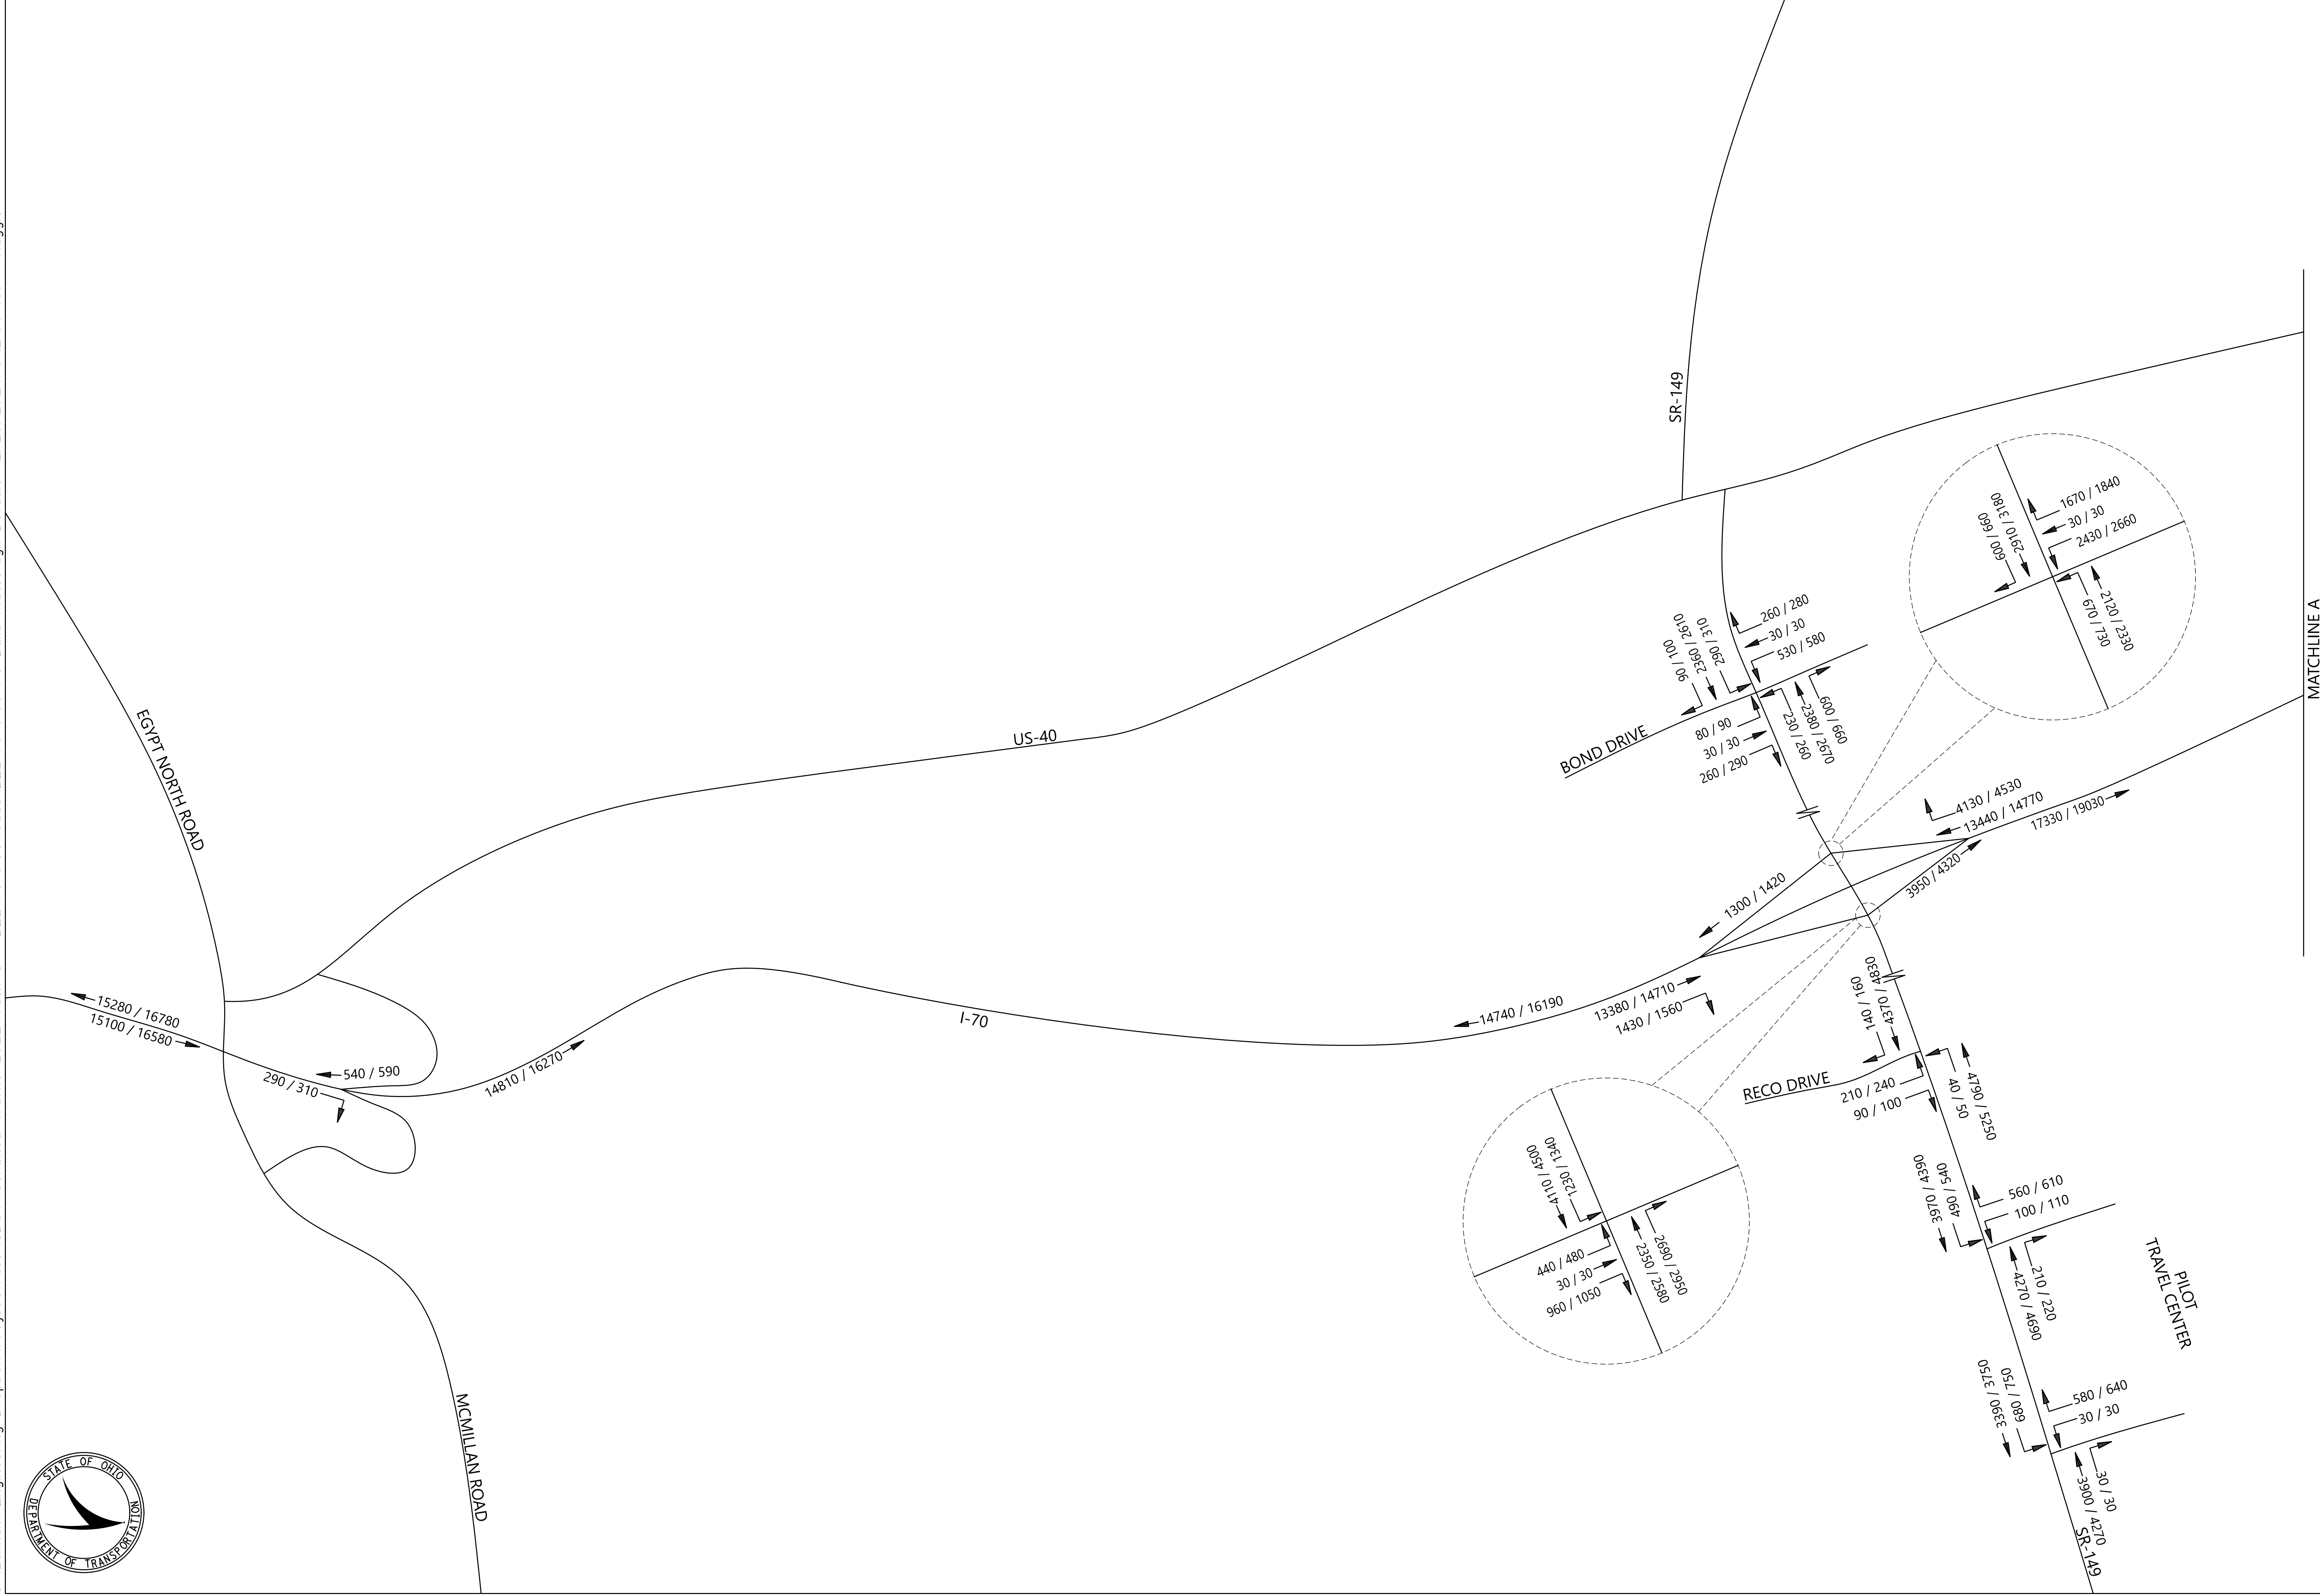 SR-149
1670 / 1840
30 / 30
2430 / 2660
2910 / 3180
600 / 660
2120 / 2330
670 / 730
MATCHLINE A
260 / 280
30 / 30
530 / 580
290 / 310
2360 / 2610
90 / 100
600 / 660
2380 / 2670
230 / 260
80 / 90
30 / 30
260 / 290
BOND DRIVE
US-40
EGYPT NORTH ROAD
4130 / 4530
13440 / 14770
17330 / 19030
3950 / 4320
1300 / 1420
14740 / 16190
13380 / 14710
1430 / 1560
15280 / 16780
15100 / 16580
I-70
540 / 590
290 / 310
14810 / 16270
4370 / 4830
140 / 160
RECO DRIVE
210 / 240
90 / 100
40 / 50
4790 / 5250
1230 / 1340
4110 / 4500
440 / 480
30 / 30
960 / 1050
2690 / 2950
2350 / 2580
490 / 540
3970 / 4390
560 / 610
100 / 110
210 / 220
4270 / 4690
PILOT
TRAVEL CENTER
680 / 750
3390 / 3750
580 / 640
30 / 30
30 / 30
3900 / 4270
SR-149
MCMILLAN ROAD
STATE OF OHIO
DEPARTMENT OF TRANSPORTATION